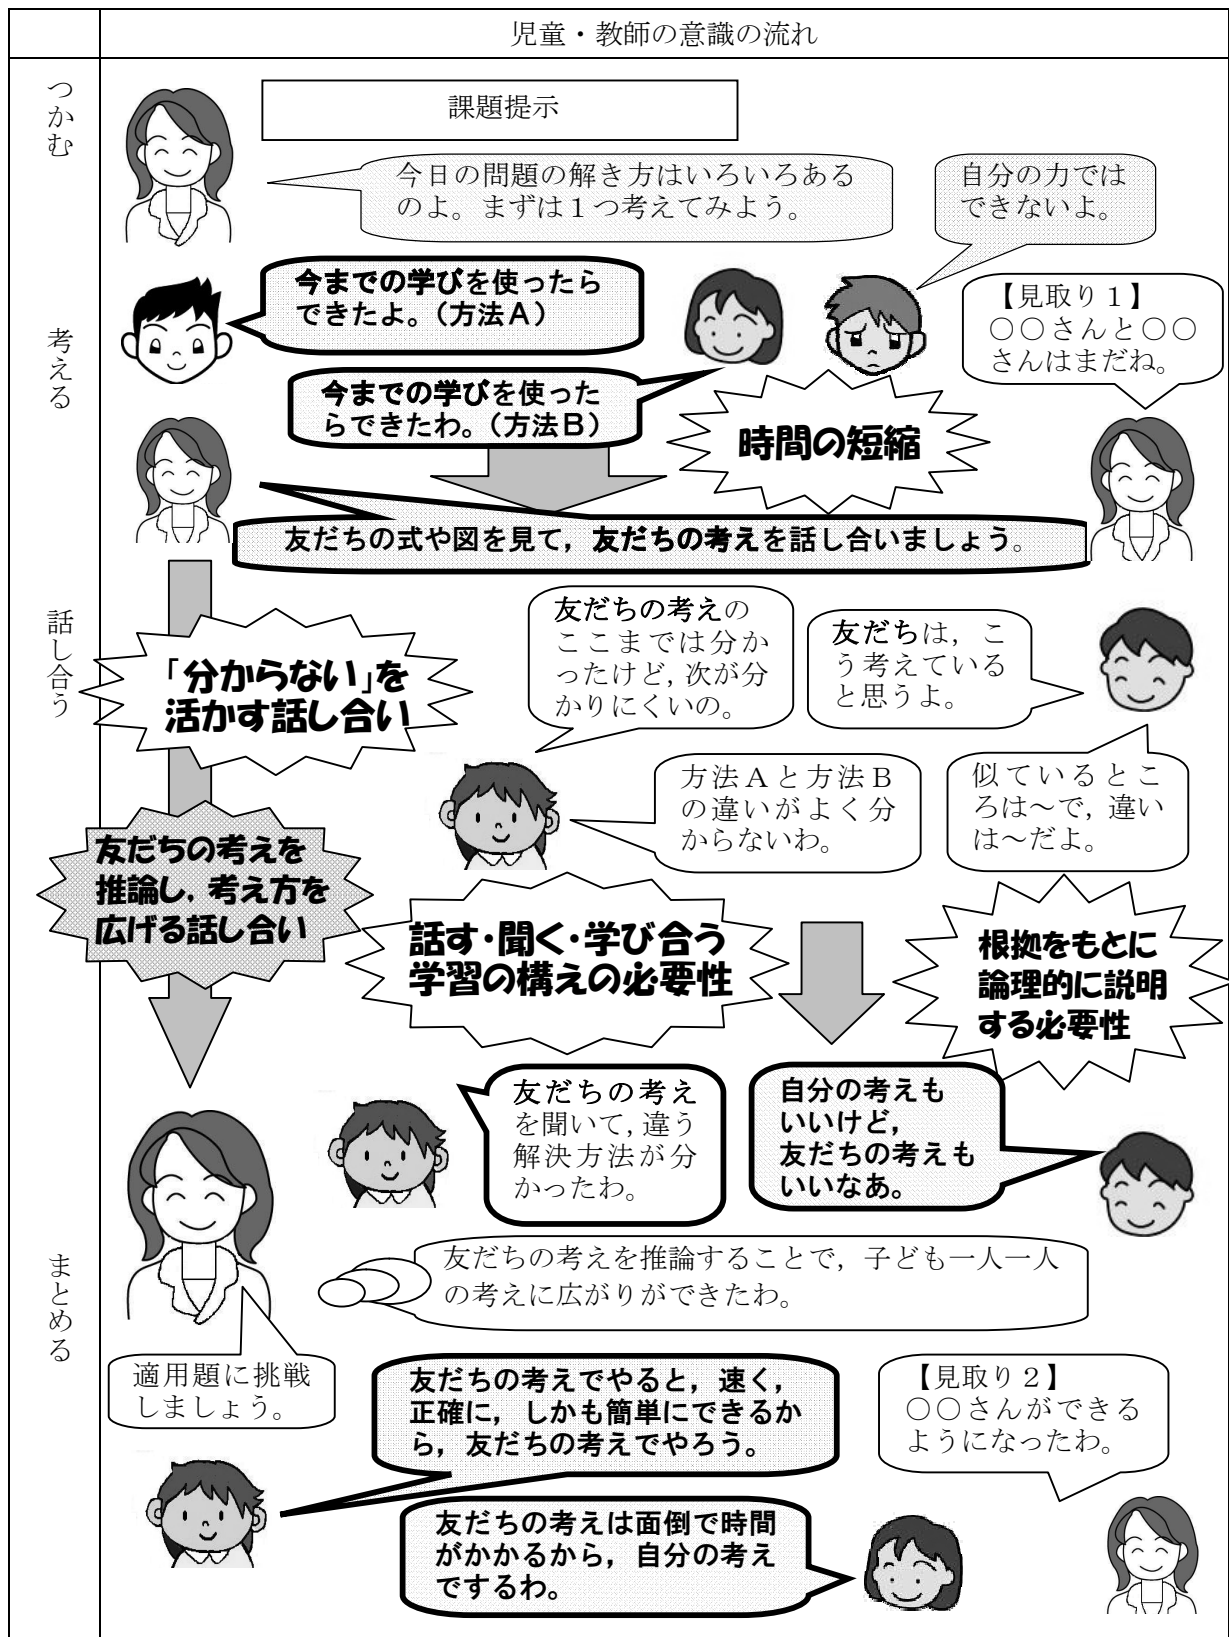 児童・教師の意識の流れ
つかむ
課題提示
今日の問題の解き方はいろいろある
のよ。まずは１つ考えてみよう。
自分の力では
できないよ。
考える
今までの学びを使ったら
できたよ。（方法Ａ）
今までの学びを使った
らできたわ。（方法Ｂ）
【見取り１】
○○さんと○○
さんはまだね。
時間の短縮
友だちの式や図を見て，友だちの考えを話し合いましょう。
話し合う
「分からない」を
活かす話し合い
友だちの考えの
ここまでは分か
ったけど，次が分
かりにくいの。
友だちは，こ
う考えている
と思うよ。
方法Ａと方法Ｂ
の違いがよく分
からないわ。
似ているとこ
ろは～で，違い
は～だよ。
友だちの考えを
推論し，考え方を
広げる話し合い
話す・聞く・学び合う
学習の構えの必要性
根拠をもとに
論理的に説明
する必要性
友だちの考え
を聞いて，違う
解決方法が分
かったわ。
自分の考えも
いいけど，
友だちの考えも
いいなあ。
まとめる
友だちの考えを推論することで，子ども一人一人
の考えに広がりができたわ。
適用題に挑戦
しましょう。
友だちの考えでやると，速く，
正確に，しかも簡単にできるか
ら，友だちの考えでやろう。
【見取り２】
○○さんができる
ようになったわ。
友だちの考えは面倒で時間
がかかるから，自分の考え
でするわ。